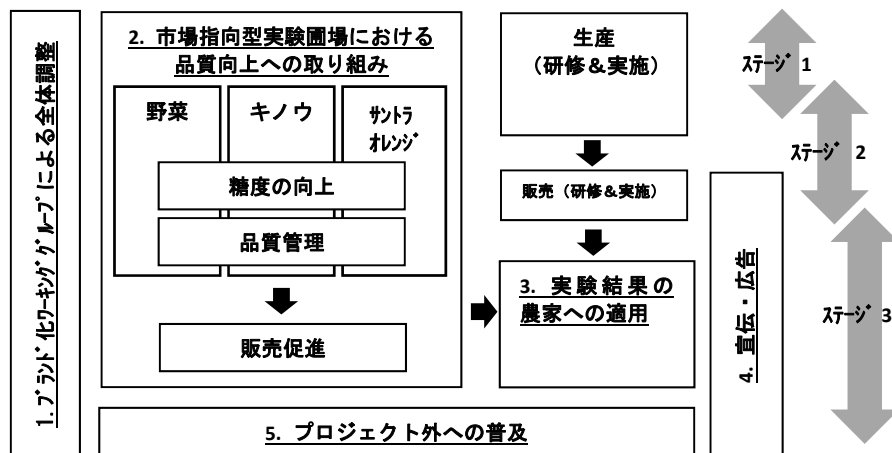 1. ﾌﾞﾗﾝﾄﾞ化ﾜｰｷﾝｸﾞｸﾞﾙｰﾌﾟによる全体調整
2. 市場指向型実験圃場における
品質向上への取り組み
野菜
キノウ
ｻﾝﾄﾗ
ｵﾚﾝｼﾞ
糖度の向上
品質管理
販売促進
生産
（研修＆実施）
販売（研修＆実施）
3. 実験結果の
農家への適用
4. 宣伝・広告
5. プロジェクト外への普及
ｽﾃｰｼﾞ 1
ｽﾃｰｼﾞ 2
ｽﾃｰｼﾞ 3